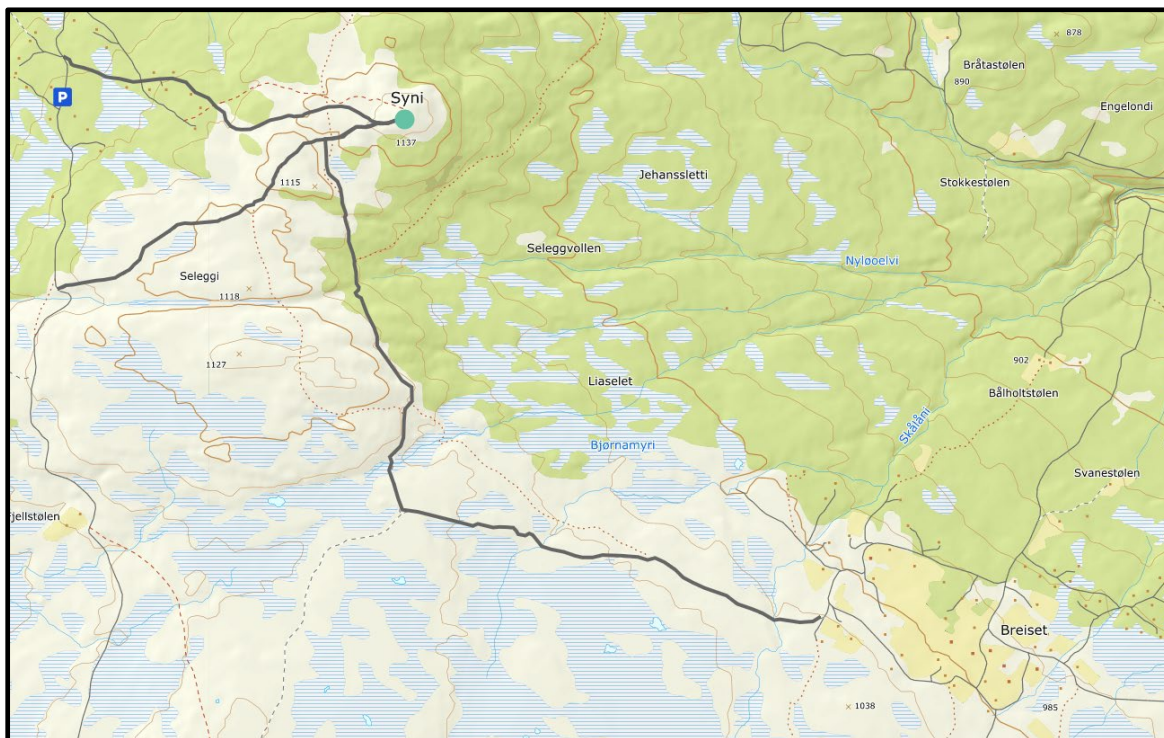 878
Bråtastølen
890
P
Syni
Engelondi
1137
Jehanssletti
1115
Stokkestølen
Seleggvollen
Nyløoelvi
Seleggi
1118
1127
902
Liaselet
Bålholtstølen
Skålåni
Bjørnamyri
Svanestølen
jellstølen
Breiset
1038
985